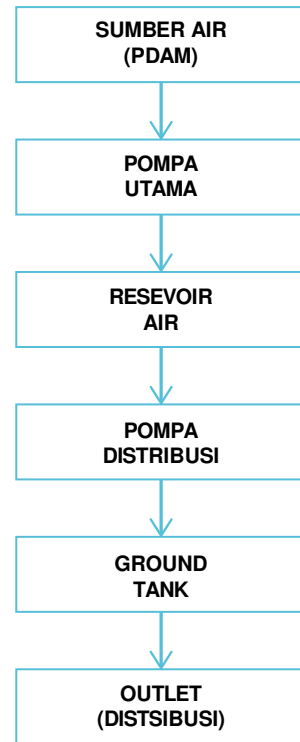 SUMBER AIR
(PDAM)
POMPA
UTAMA
RESEVOIR
AIR
POMPA
DISTRIBUSI
GROUND
TANK
OUTLET
(DISTSIBUSI)